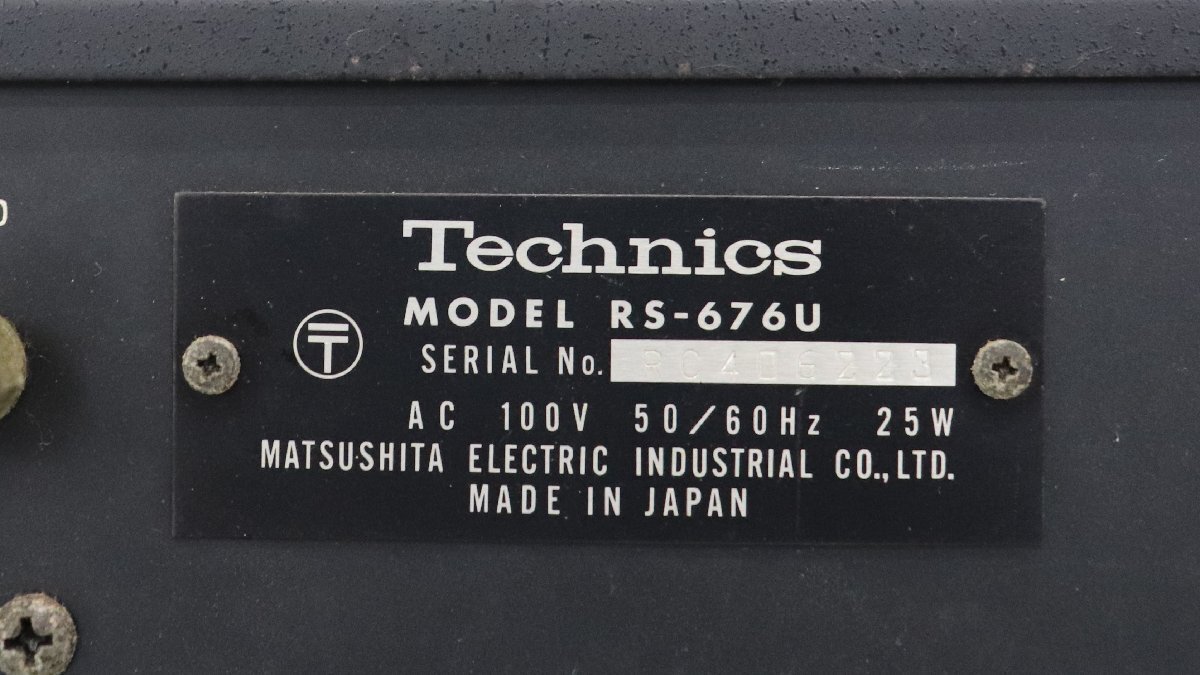 Technics
MODEL RS-676U
SERIAL No.
AC 100V 50/60Hz 25W
MATSUSHITA ELECTRIC INDUSTRIAL CO.,LTD.
MADE IN JAPAN